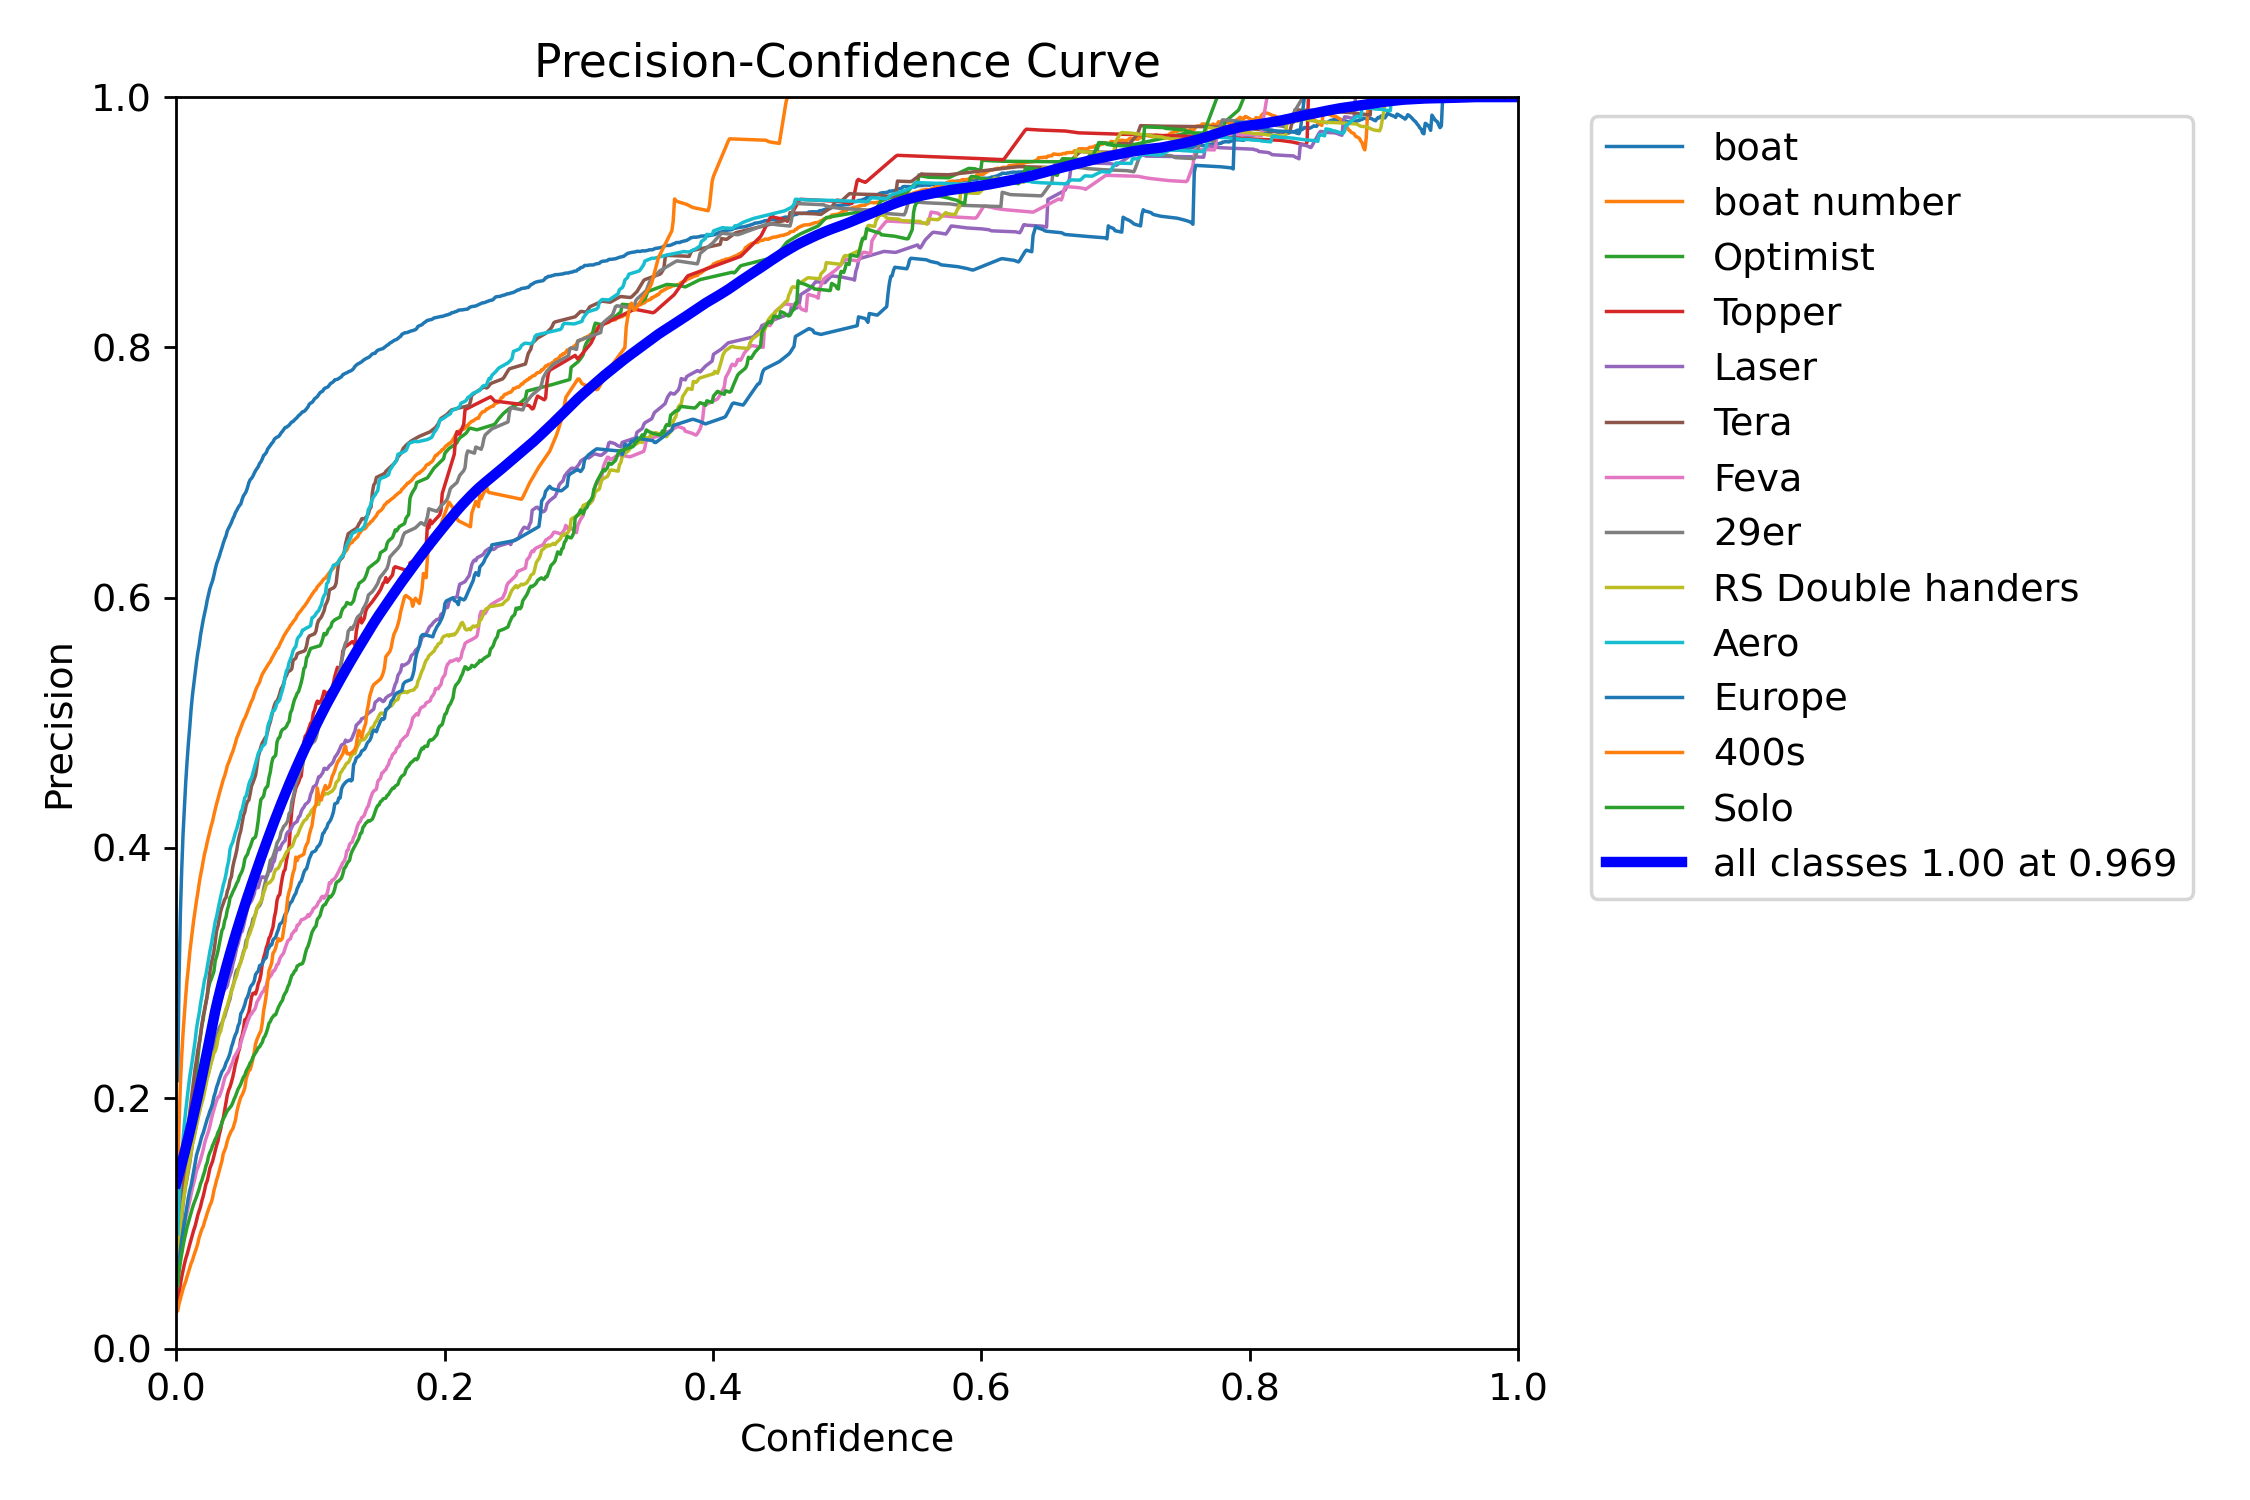 Precision-Confidence Curve
1.0
0.8
0.6
0.4
0.2
0.0
Precision
0.0 0.2 0.4 0.6 0.8 1.0
Confidence
boat
boat number
Optimist
Topper
Laser
Tera
Feva
29er
RS Double handers
Aero
Europe
400s
Solo
all classes 1.00 at 0.969